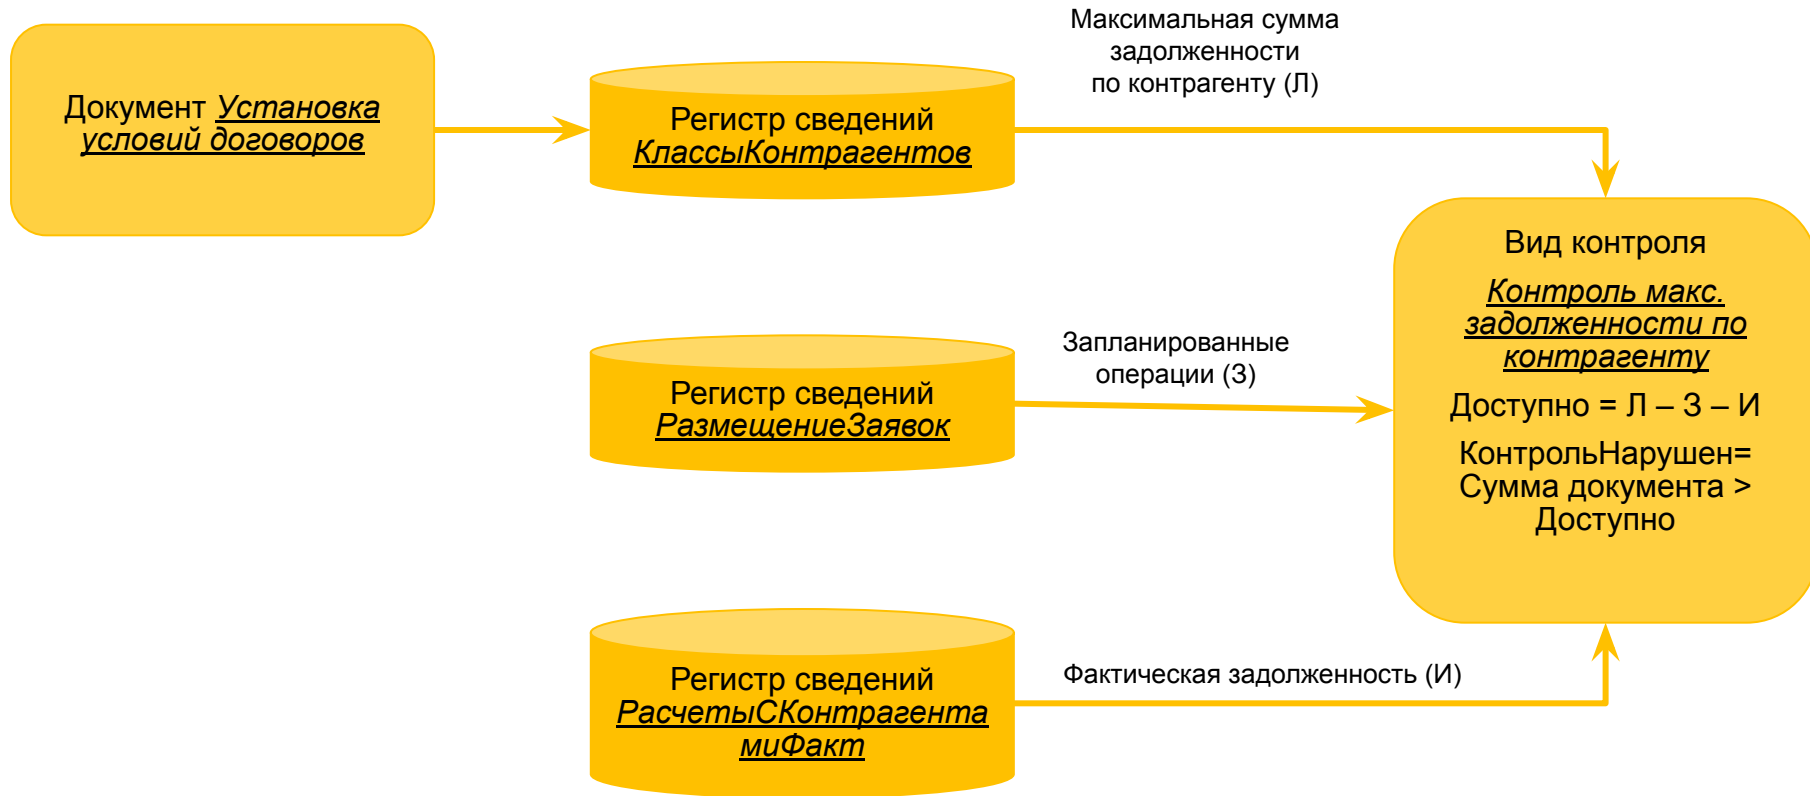 Документ Установка
условий договоров
Регистр сведений
КлассыКонтрагентов
Максимальная сумма
задолженности
по контрагенту (Л)
Регистр сведений
РазмещениеЗаявок
Запланированные
операции (З)
Регистр сведений
РасчетыСКонтрагента
миФакт
Фактическая задолженность (И)
Вид контроля
Контроль макс.
задолженности по
контрагенту
Доступно = Л – З – И
КонтрольНарушен=
Сумма документа >
Доступно